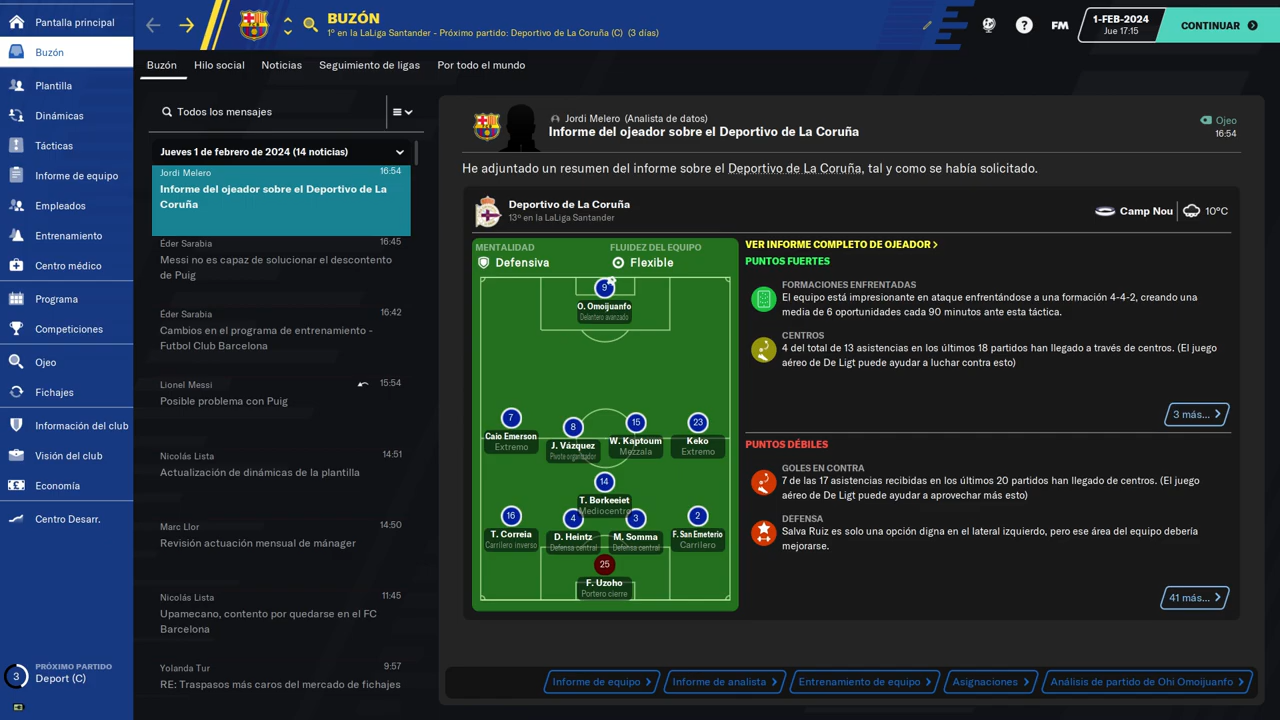 Pantalla principal
Buzón
Plantilla
Dinámicas
Tácticas
Informe de equipo
Empleados
Entrenamiento
Centro médico
Programa
Competiciones
Ojeo
Fichajes
Información del club
Visión del club
Economía
Centro Desarr.
3
PRÓXIMO PARTIDO
Deport (C)
BUZÓN
1º en la LaLiga Santander - Próximo partido: Deportivo de La Coruña (C) (3 días)
FM
1-FEB-2024
Jue 17:15
CONTINUAR
Buzón
Hilo social
Noticias
Seguimiento de ligas
Por todo el mundo
Todos los mensajes
Jueves 1 de febrero de 2024 (14 noticias)
Jordi Melero 16:54
Informe del ojeador sobre el Deportivo de La
Coruña
Éder Sarabia 16:45
Messi no es capaz de solucionar el descontento
de Puig
Éder Sarabia 16:42
Cambios en el programa de entrenamiento -
Futbol Club Barcelona
Lionel Messi 15:54
Posible problema con Puig
Nicolás Lista 14:51
Actualización de dinámicas de la plantilla
Marc Llor 14:50
Revisión actuación mensual de mánager
Nicolás Lista 11:45
Upamecano, contento por quedarse en el FC
Barcelona
Yolanda Tur 9:57
RE: Traspasos más caros del mercado de fichajes
Jordi Melero (Analista de datos)
Informe del ojeador sobre el Deportivo de La Coruña
Ojeo
16:54
He adjuntado un resumen del informe sobre el Deportivo de La Coruña, tal y como se había solicitado.
Deportivo de La Coruña
13º en la LaLiga Santander
Camp Nou
10ºC
MENTALIDAD
Defensiva
FLUIDEZ DEL EQUIPO
Flexible
9
O. Omoijuanfo
Delantero avanzado
7
Caio Emerson
Extremo
8
J. Vázquez
Pivote organizador
15
W. Kaptoum
Mezzala
23
Keko
Extremo
14
T. Børkeeiet
Mediocentro
16
T. Correia
Carrilero inverso
4
D. Heintz
Defensa central
3
M. Somma
Defensa central
2
F. San Emeterio
Carrilero
25
F. Uzoho
Portero cierre
VER INFORME COMPLETO DE OJEADOR >
PUNTOS FUERTES
FORMACIONES ENFRENTADAS
El equipo está impresionante en ataque enfrentándose a una formación 4-4-2, creando una
media de 6 oportunidades cada 90 minutos ante esta táctica.
CENTROS
4 del total de 13 asistencias en los últimos 18 partidos han llegado a través de centros. (El juego
aéreo de De Ligt puede ayudar a luchar contra esto)
3 más...
PUNTOS DÉBILES
GOLES EN CONTRA
7 de las 17 asistencias recibidas en los últimos 20 partidos han llegado de centros. (El juego
aéreo de De Ligt puede ayudar a aprovechar más esto)
DEFENSA
Salva Ruiz es solo una opción digna en el lateral izquierdo, pero ese área del equipo debería
mejorarse.
41 más...
Informe de equipo
Informe de analista
Entrenamiento de equipo
Asignaciones
Análisis de partido de Ohi Omoijuanfo